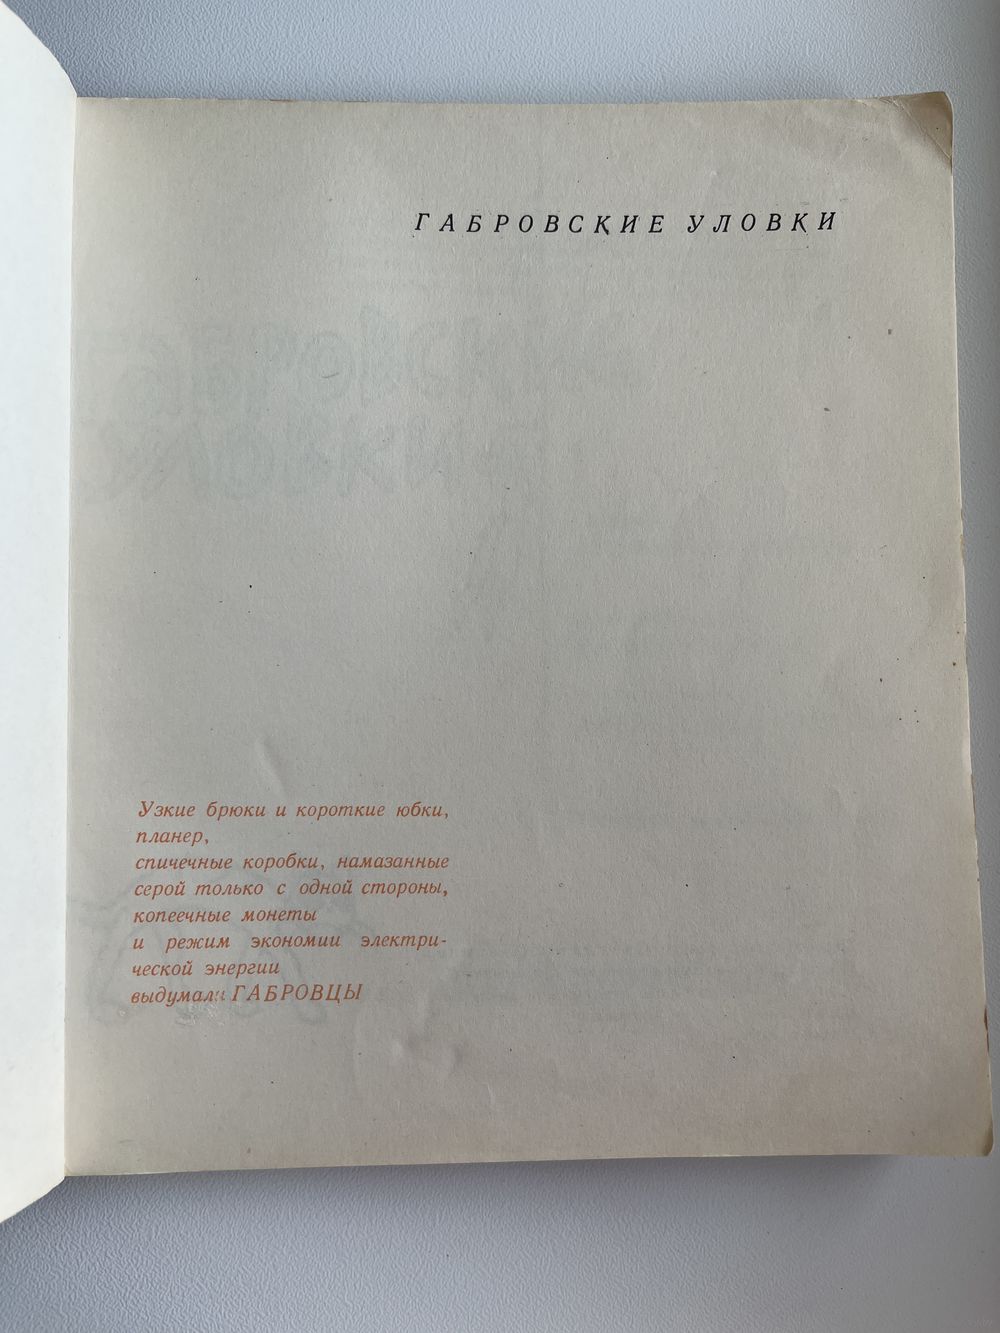 ГАБРОВСКИЕ УЛОВКИ
Узкие брюки и короткие юбки,
планер,
спичечные коробки, намазанные
серой только с одной стороны,
копеечные монеты
и режим экономии электри-
ческой энергии
выдумали ГАБРОВЦЫ